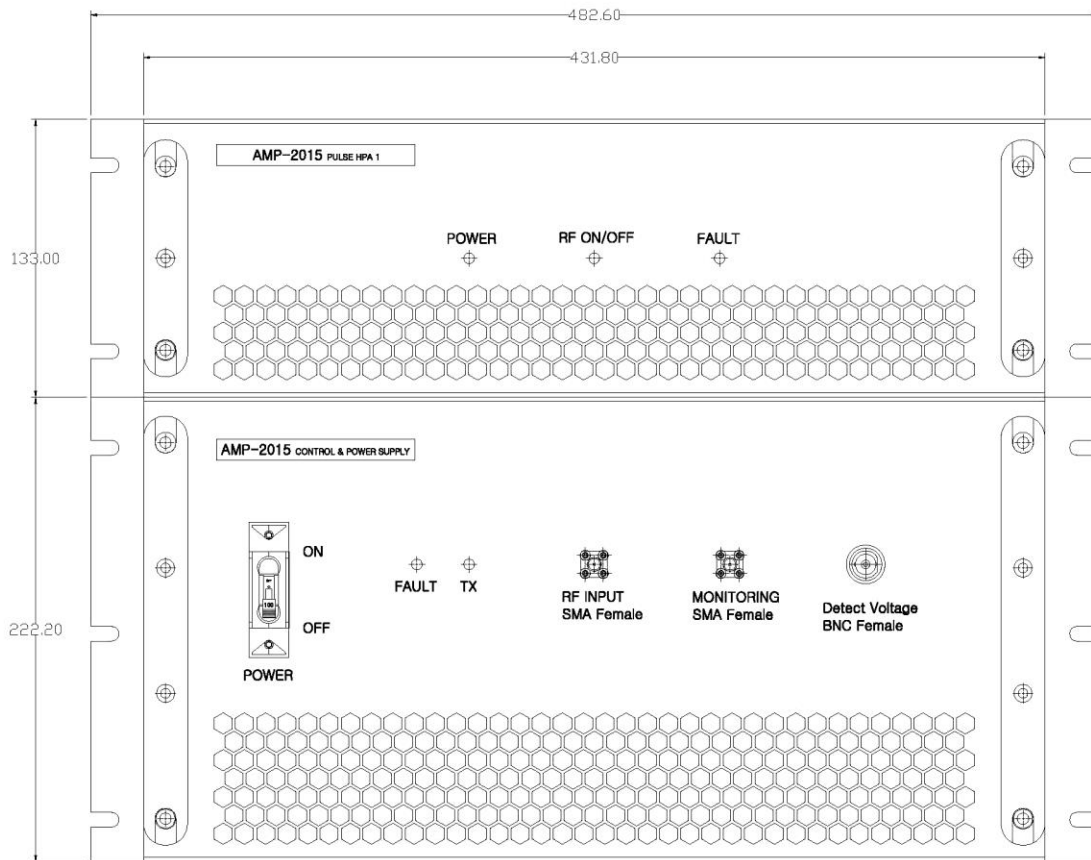 482.60
431.80
AMP-2015 PULSE HPA 1
133.00
POWER
RF ON/OFF
FAULT
AMP-2015 CONTROL & POWER SUPPLY
222.20
ON
OFF
100
POWER
FAULT
TX
RF INPUT
SMA Female
MONITORING
SMA Female
Detect Voltage
BNC Female